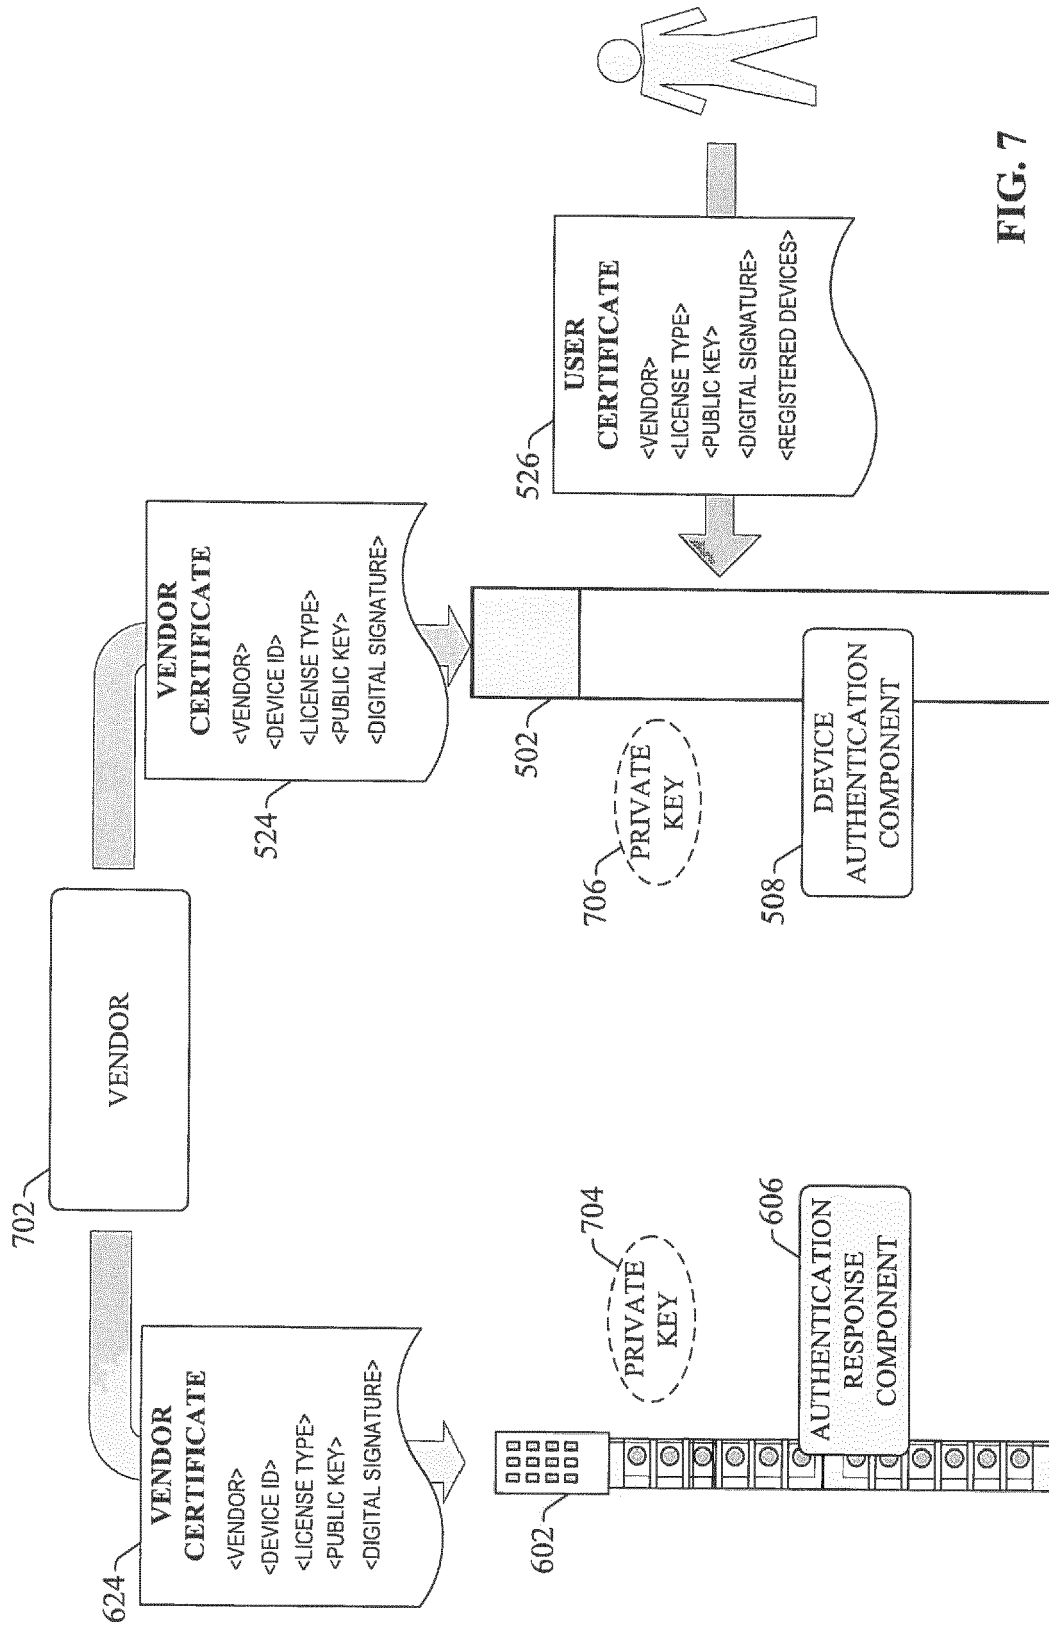 702
VENDOR
624
VENDOR
CERTIFICATE
<VENDOR>
<DEVICE ID>
<LICENSE TYPE>
<PUBLIC KEY>
<DIGITAL SIGNATURE>
524
VENDOR
CERTIFICATE
<VENDOR>
<DEVICE ID>
<LICENSE TYPE>
<PUBLIC KEY>
<DIGITAL SIGNATURE>
526
USER
CERTIFICATE
<VENDOR>
<LICENSE TYPE>
<PUBLIC KEY>
<DIGITAL SIGNATURE>
<REGISTERED DEVICES>
602
704
PRIVATE
KEY
606
AUTHENTICATION
RESPONSE
COMPONENT
502
706
PRIVATE
KEY
508
DEVICE
AUTHENTICATION
COMPONENT
FIG. 7